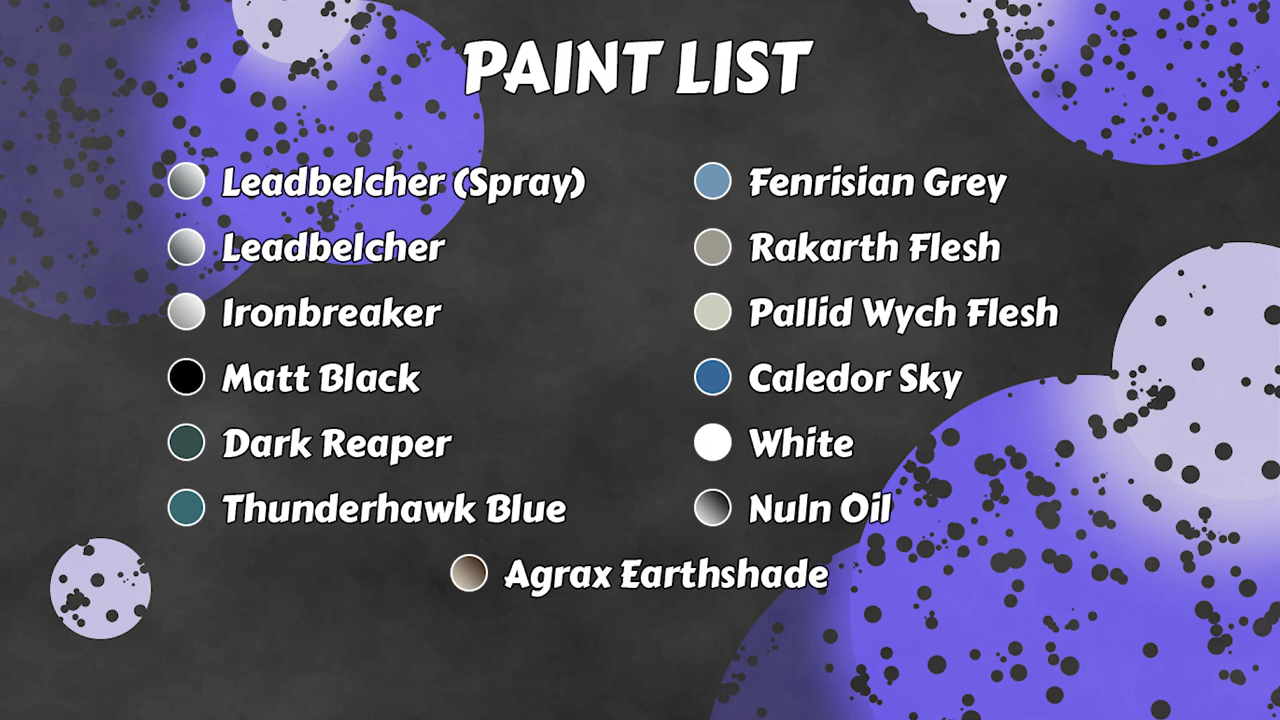 PAINT LIST
Leadbelcher (Spray)
Leadbelcher
Ironbreaker
Matt Black
Dark Reaper
Thunderhawk Blue
Fenrisian Grey
Rakarth Flesh
Pallid Wych Flesh
Caledor Sky
White
Nuln Oil
Agrax Earthshade